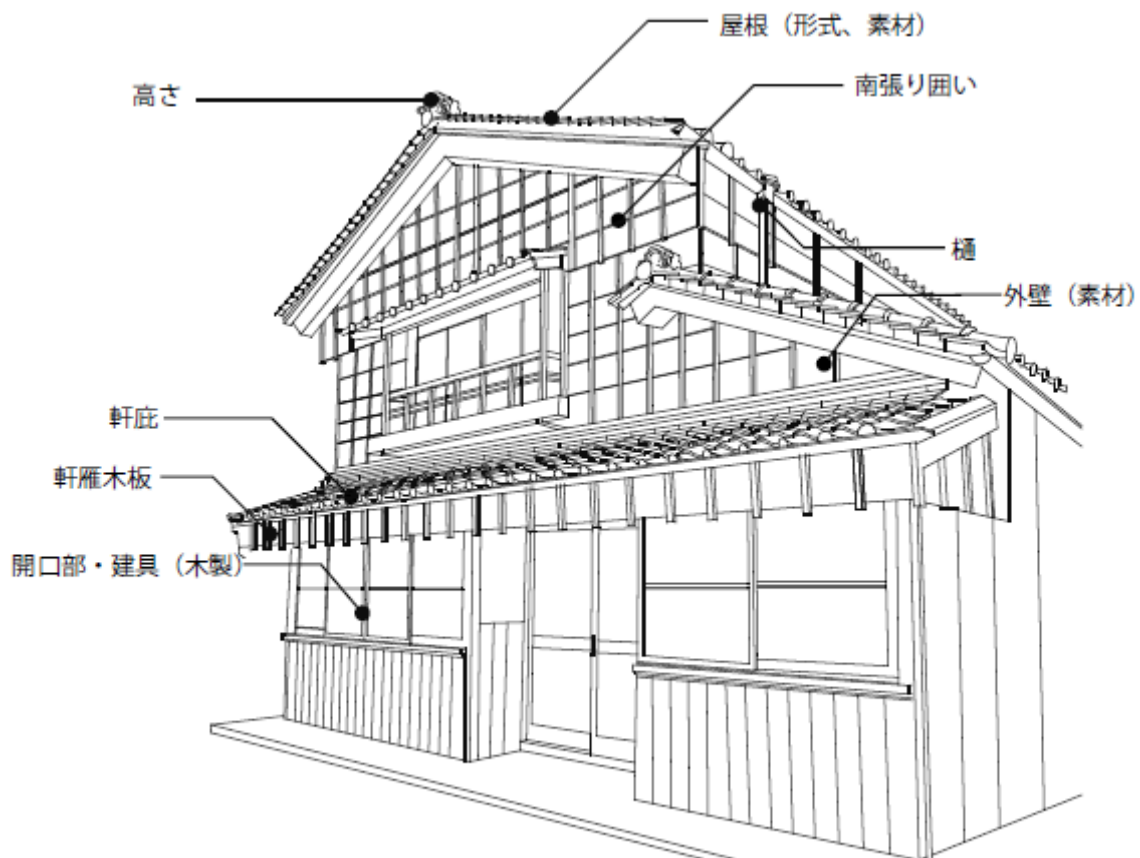 屋根（形式、素材）
南張り囲い
高さ
樋
外壁（素材）
軒庇
軒雁木板
開口部・建具（木製）